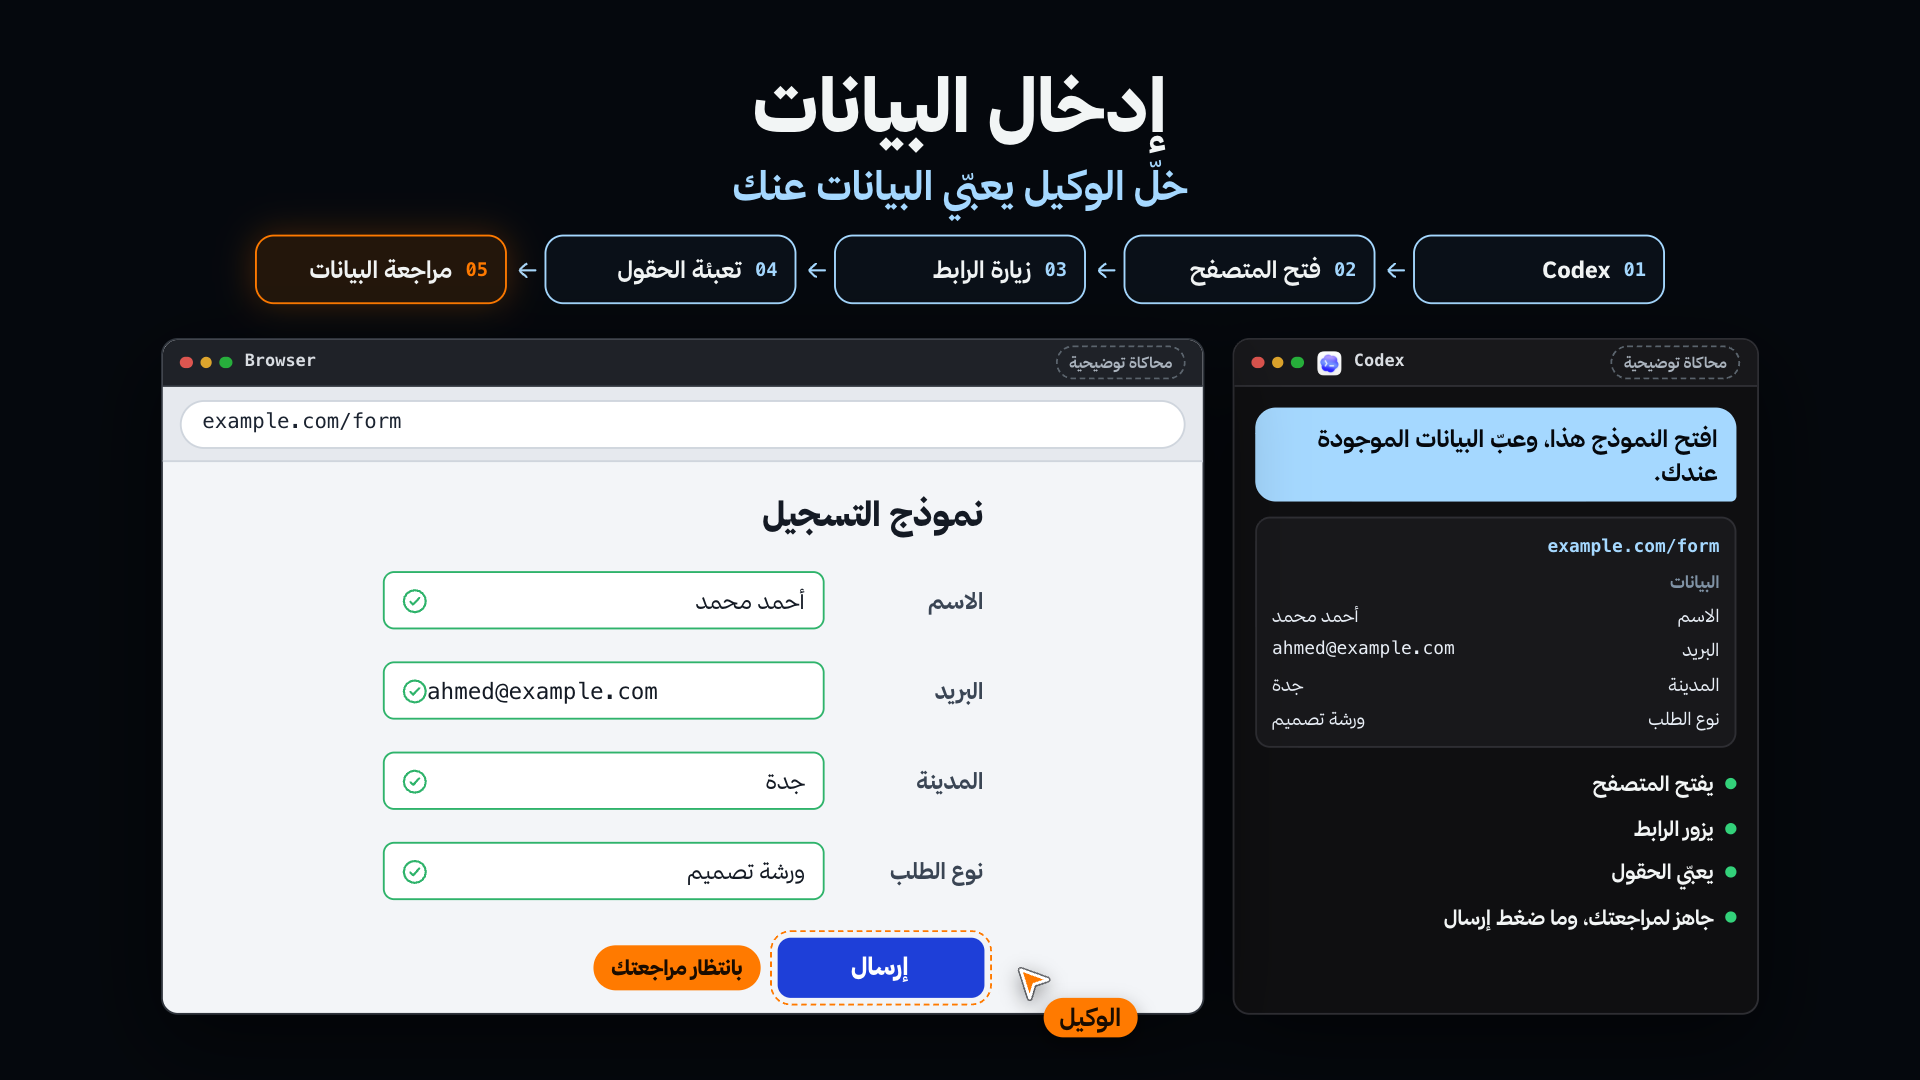 إدخال البيانات
خلّ الوكيل يعبّي البيانات عنك
01 Codex
02 فتح المتصفح
03 زيارة الرابط
04 تعبئة الحقول
05 مراجعة البيانات
Codex
محاكاة توضيحية
افتح النموذج هذا، وعبّ البيانات الموجودة
عندك.
example.com/form
البيانات
الاسم أحمد محمد
البريد ahmed@example.com
المدينة جدة
نوع الطلب ورشة تصميم
يفتح المتصفح
يزور الرابط
يعبّي الحقول
جاهز لمراجعتك، وما ضغط إرسال
Browser
محاكاة توضيحية
example.com/form
نموذج التسجيل
الاسم أحمد محمد
البريد ahmed@example.com
المدينة جدة
نوع الطلب ورشة تصميم
إرسال
بانتظار مراجعتك
الوكيل